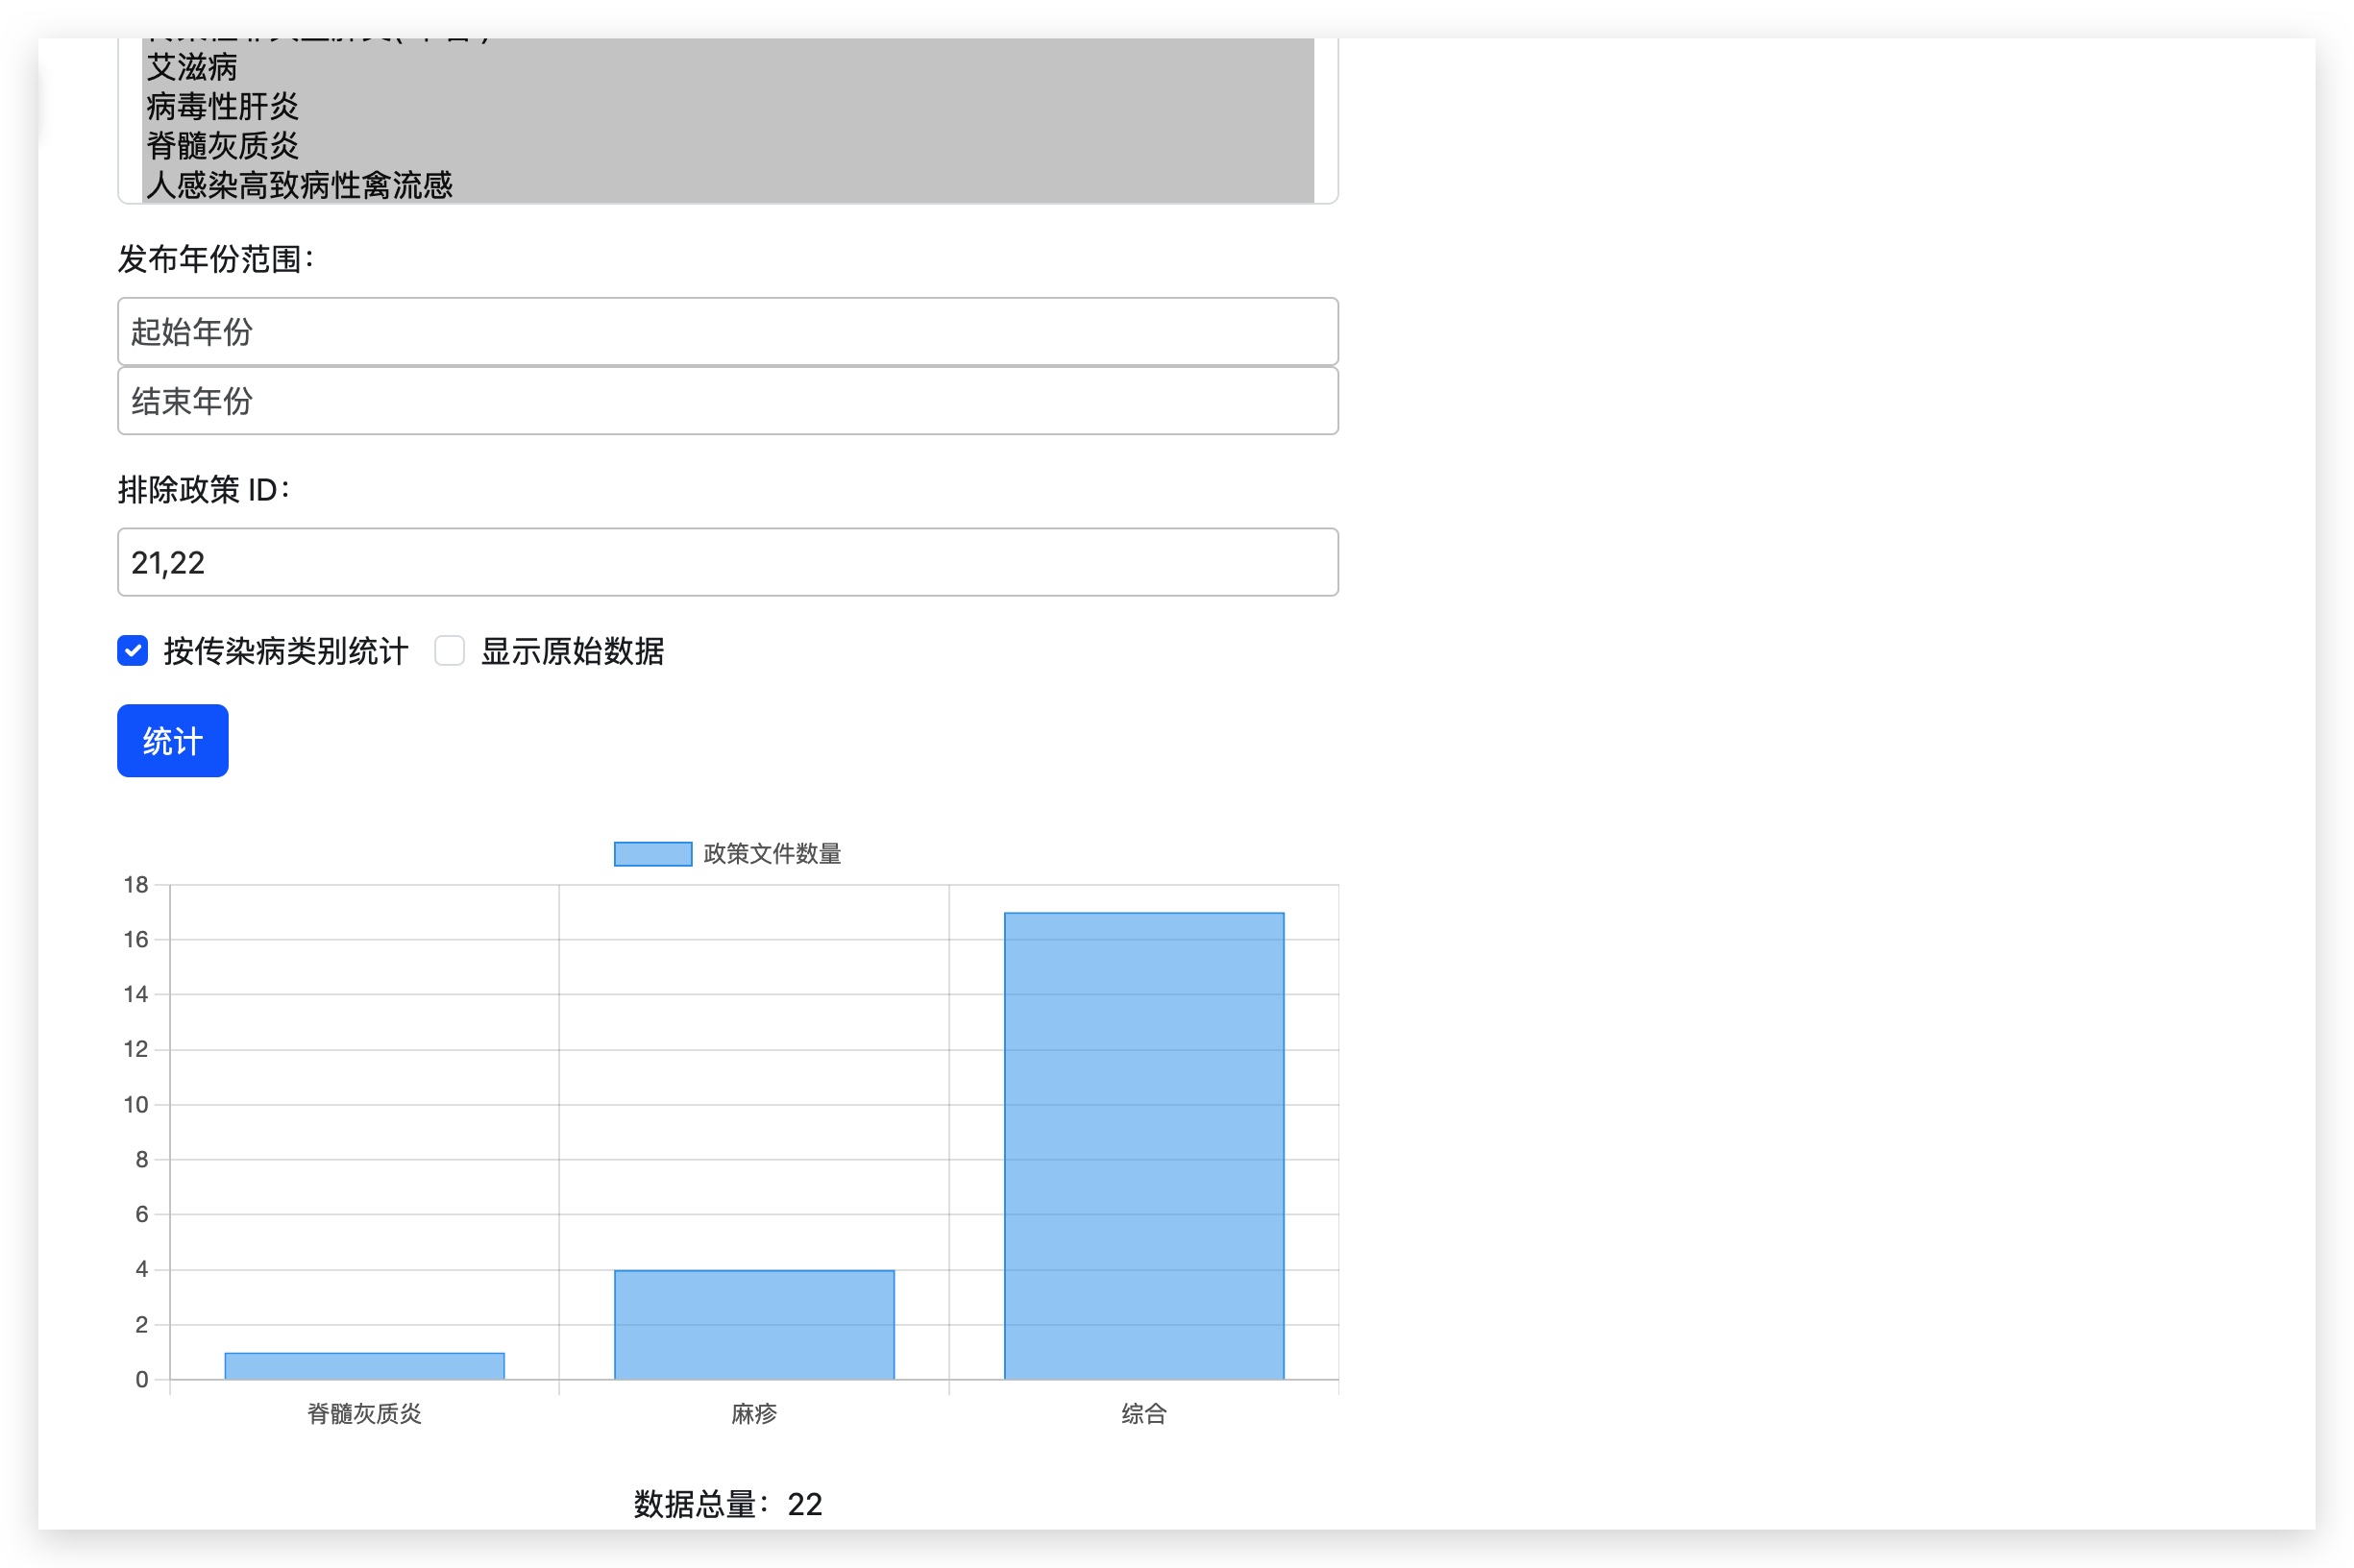 艾滋病
病毒性肝炎
脊髓灰质炎
人感染高致病性禽流感
发布年份范围：
起始年份
结束年份
排除政策 ID：
21,22
按传染病类别统计 显示原始数据
统计
政策文件数量
18
16
14
12
10
8
6
4
2
0
脊髓灰质炎 麻疹 综合
数据总量：22